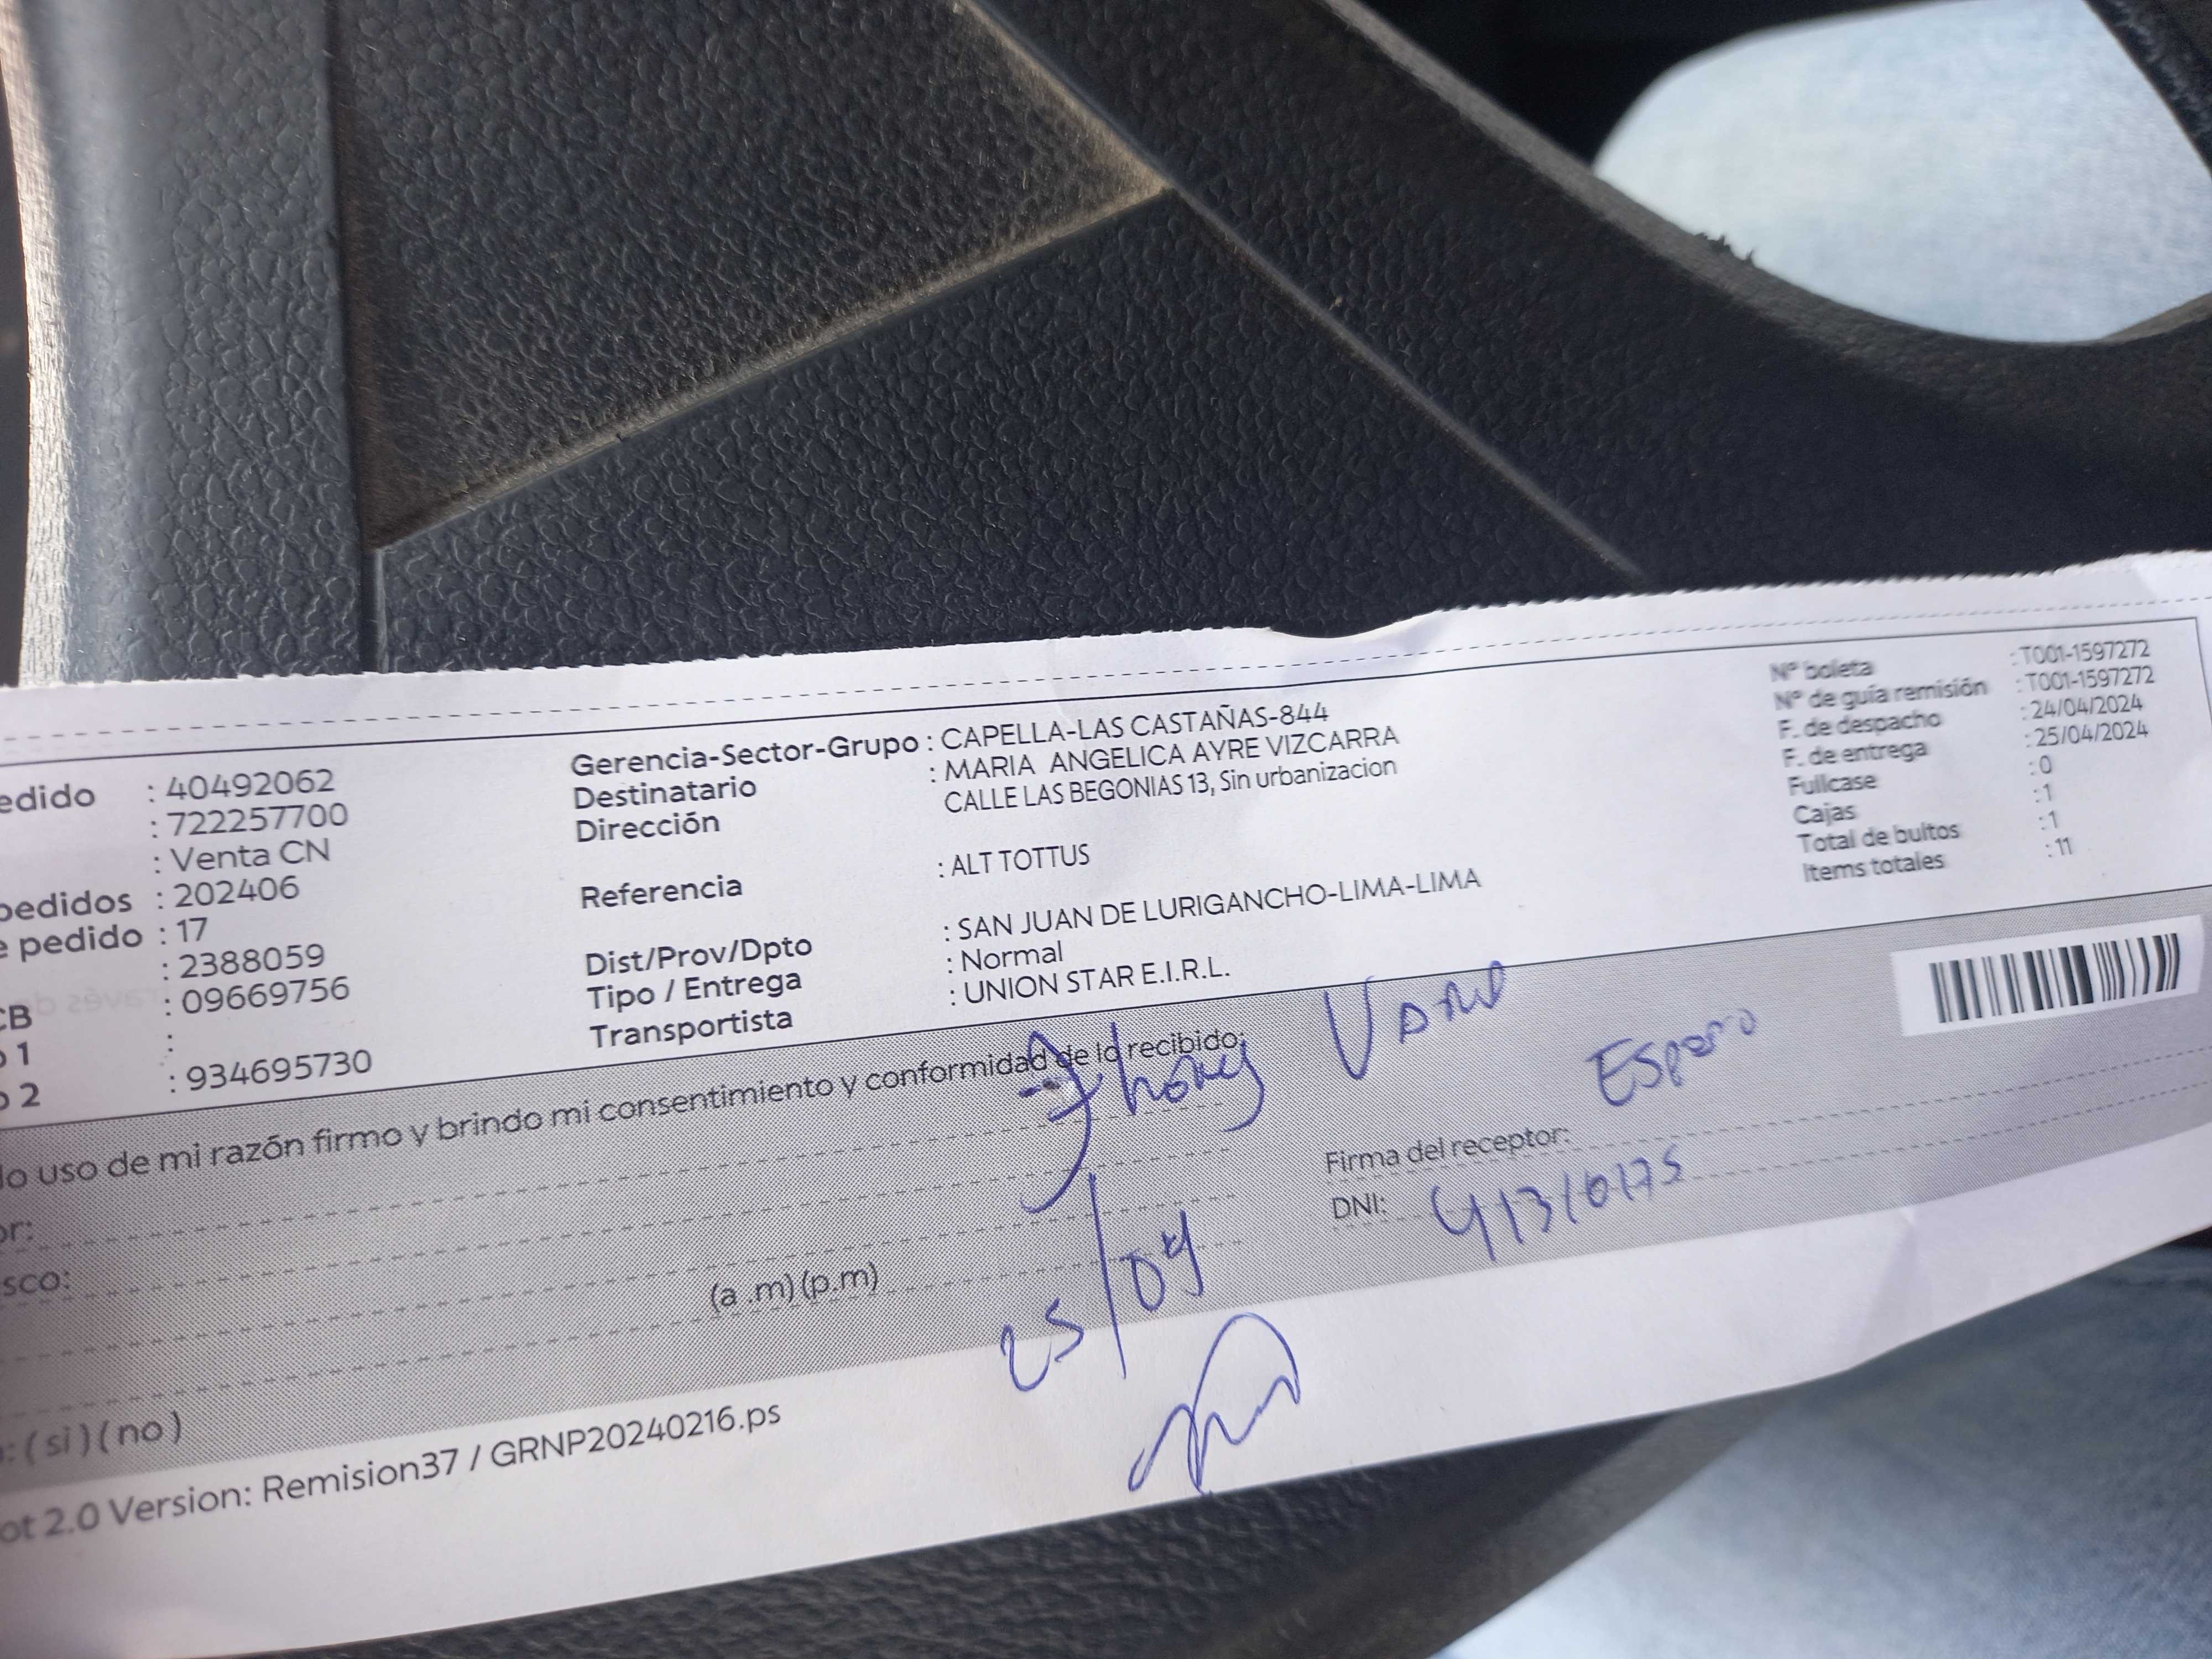 edido : 40492062
: 722257700
: Venta CN
pedidos : 202406
e pedido : 17
: 2388059
CB : 09669756
o 1 :
o 2 : 934695730
Gerencia-Sector-Grupo : CAPELLA-LAS CASTAÑAS-844
Destinatario : MARIA ANGELICA AYRE VIZCARRA
Dirección CALLE LAS BEGONIAS 13, Sin urbanizacion
Referencia : ALT TOTTUS
Dist/Prov/Dpto : SAN JUAN DE LURIGANCHO-LIMA-LIMA
Tipo / Entrega : Normal
Transportista : UNION STAR E.I.R.L.
Nº boleta : T001-1597272
Nº de guía remisión : T001-1597272
F. de despacho : 24/04/2024
F. de entrega : 25/04/2024
Fullcase : 0
Cajas : 1
Total de bultos : 1
Items totales : 11
lo uso de mi razón firmo y brindo mi consentimiento y conformidad de lo recibido:
Jhony
Esposo
or:
Firma del receptor:
sco:
DNI: 41310175
(a .m) (p.m)
25/04
: ( si ) ( no )
ot 2.0 Version: Remision37 / GRNP20240216.ps